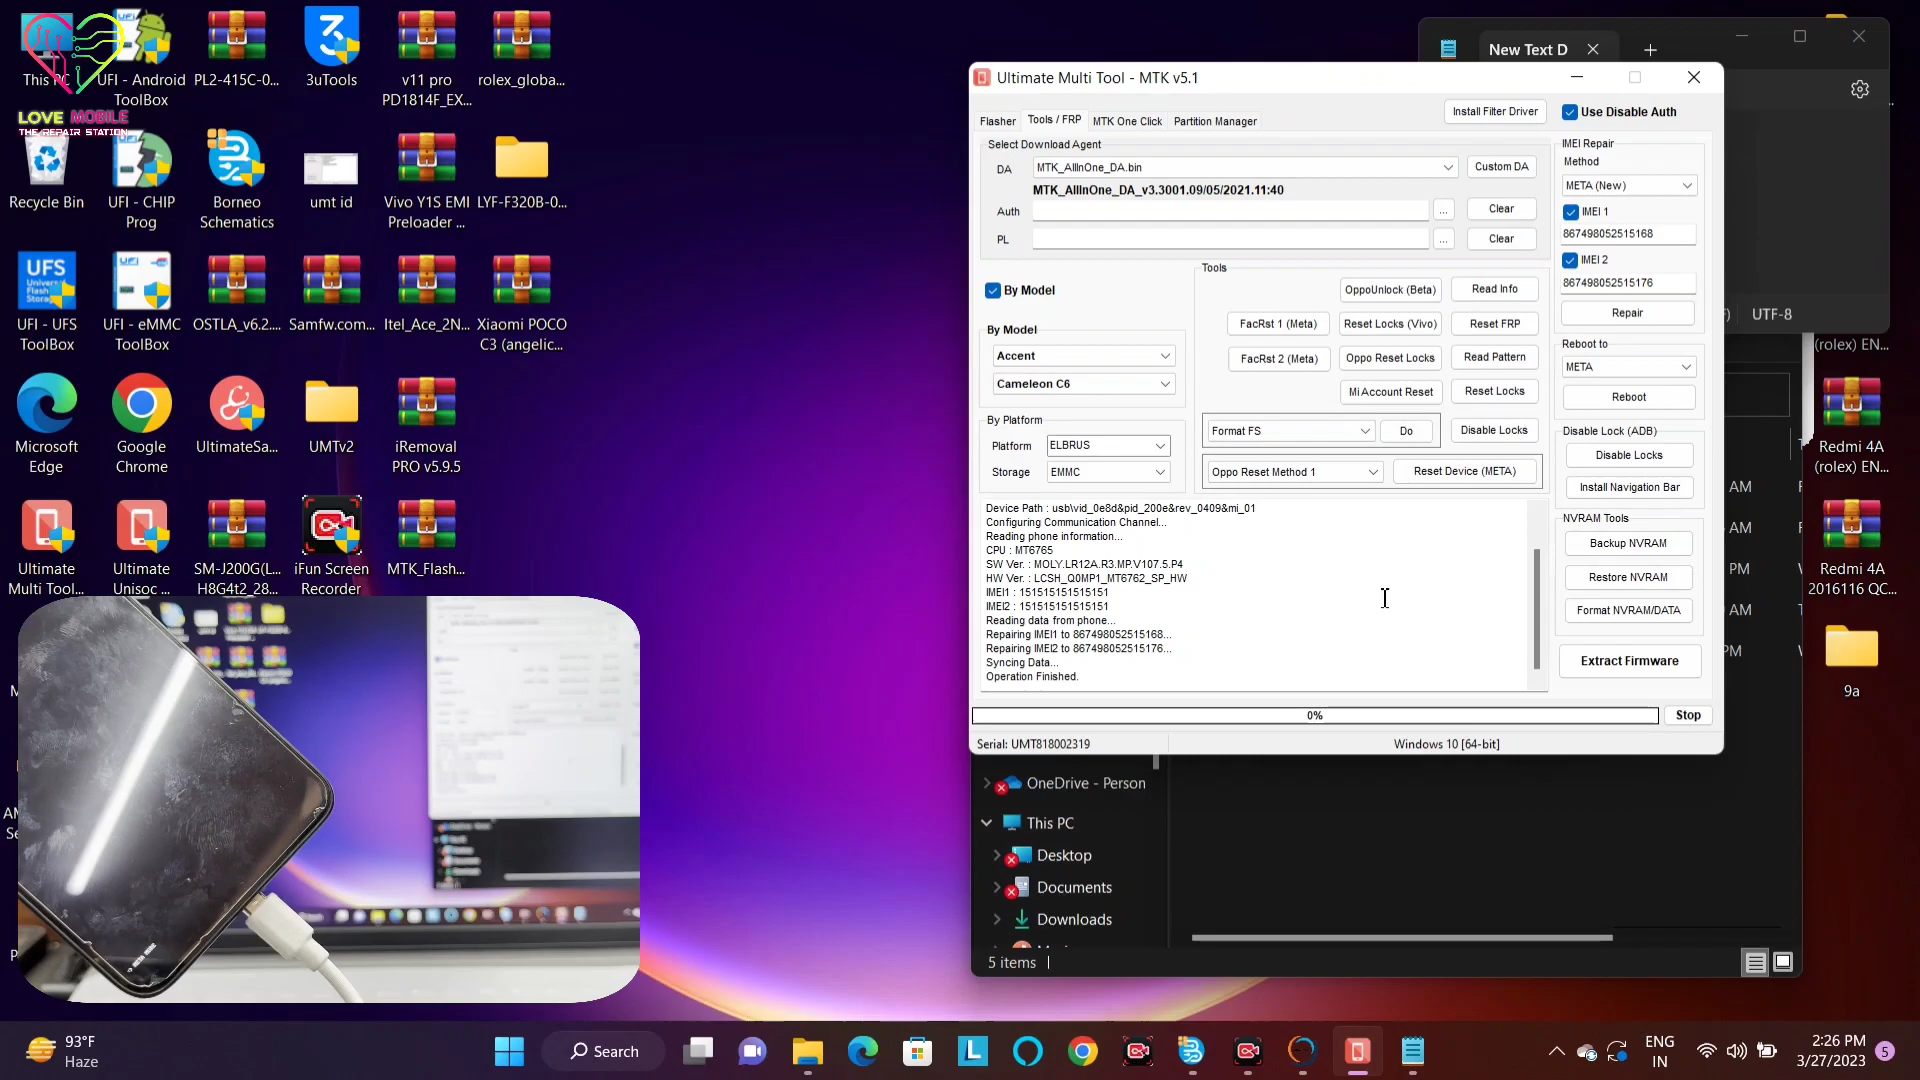 LOVE MOBILE
THE REPAIR STATION
This PC
UFI - Android
ToolBox
PL2-415C-0...
3uTools
v11 pro
PD1814F_EX...
rolex_globa...
Recycle Bin
UFI - CHIP
Prog
Borneo
Schematics
umt id
Vivo Y1S EMI
Preloader ...
LYF-F320B-0...
UFI - UFS
ToolBox
UFI - eMMC
ToolBox
OSTLA_v6.2....
Samfw.com...
Itel_Ace_2N...
Xiaomi POCO
C3 (angelic...
Microsoft
Edge
Google
Chrome
UltimateSa...
UMTv2
iRemoval
PRO v5.9.5
Ultimate
Multi Tool...
Ultimate
Unisoc ...
SM-J200G(L...
H8G4t2_28...
iFun Screen
Recorder
MTK_Flash...
New Text D
UTF-8
Ultimate Multi Tool - MTK v5.1
Flasher
Tools / FRP
MTK One Click
Partition Manager
Install Filter Driver
Use Disable Auth
Select Download Agent
DA
MTK_AllInOne_DA.bin
Custom DA
MTK_AllInOne_DA_v3.3001.09/05/2021.11:40
Auth
...
Clear
PL
...
Clear
By Model
By Model
Accent
Cameleon C6
By Platform
Platform
ELBRUS
Storage
EMMC
Tools
OppoUnlock (Beta)
Read Info
FacRst 1 (Meta)
Reset Locks (Vivo)
Reset FRP
FacRst 2 (Meta)
Oppo Reset Locks
Read Pattern
Mi Account Reset
Reset Locks
Format FS
Do
Disable Locks
Oppo Reset Method 1
Reset Device (META)
IMEI Repair
Method
META (New)
IMEI 1
867498052515168
IMEI 2
867498052515176
Repair
Reboot to
META
Reboot
Disable Lock (ADB)
Disable Locks
Install Navigation Bar
NVRAM Tools
Backup NVRAM
Restore NVRAM
Format NVRAM/DATA
Extract Firmware
Device Path : usb\vid_0e8d&pid_200e&rev_0409&mi_01
Configuring Communication Channel...
Reading phone information...
CPU : MT6765
SW Ver. : MOLY.LR12A.R3.MP.V107.5.P4
HW Ver. : LCSH_Q0MP1_MT6762_SP_HW
IMEI1 : 151515151515151
IMEI2 : 151515151515151
Reading data from phone...
Repairing IMEI1 to 867498052515168...
Repairing IMEI2 to 867498052515176...
Syncing Data...
Operation Finished.
0%
Stop
Serial: UMT818002319
Windows 10 [64-bit]
OneDrive - Person
This PC
Desktop
Documents
Downloads
5 items
AM
AM
PM
AM
PM
(rolex) EN...
Redmi 4A
(rolex) EN...
Redmi 4A
2016116 QC...
9a
93°F
Haze
Search
ENG
IN
2:26 PM
3/27/2023
5